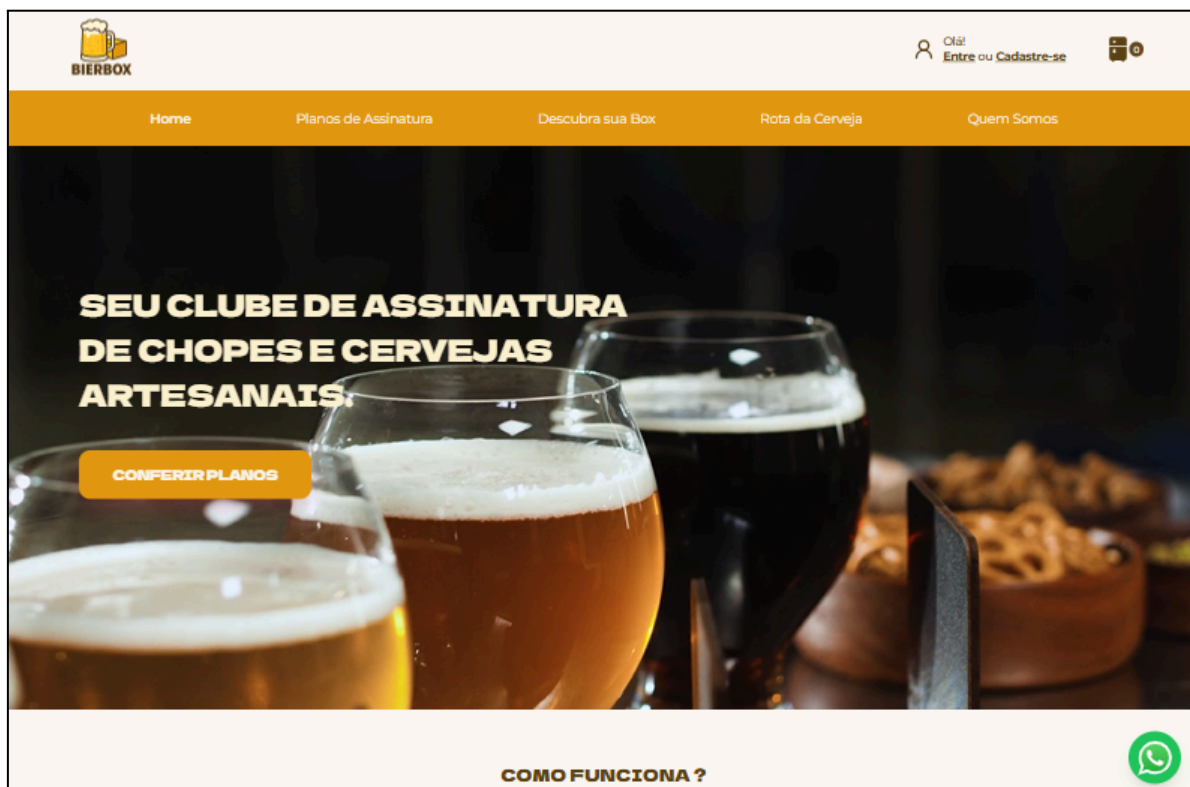 BIERBOX
Olá!
Entre ou Cadastre-se
0
Home
Planos de Assinatura
Descubra sua Box
Rota da Cerveja
Quem Somos
SEU CLUBE DE ASSINATURA
DE CHOPES E CERVEJAS
ARTESANAIS.
CONFERIR PLANOS
COMO FUNCIONA ?